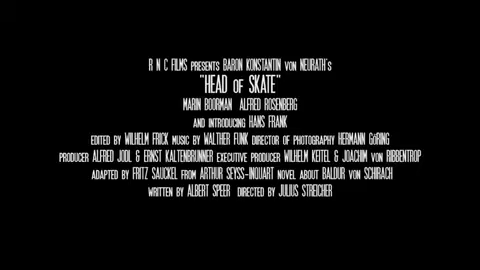 R N C FILMS PRESENTS BARON KONSTANTIN VON NEURATH'S
"HEAD OF SKATE"
MARIN BOORMAN ALFRED ROSENBERG
AND INTRODUCING HANS FRANK
EDITED BY WILHELM FRICK MUSIC BY WALTHER FUNK DIRECTOR OF PHOTOGRAPHY HERMANN GöRING
PRODUCER ALFRED JODL & ERNST KALTENBRUNNER EXECUTIVE PRODUCER WILHELM KEITEL & JOACHIM VON RIBBENTROP
ADAPTED BY FRITZ SAUCKEL FROM ARTHUR SEYSS-INQUART NOVEL ABOUT BALDUR VON SCHIRACH
WRITTEN BY ALBERT SPEER DIRECTED BY JULIUS STREICHER